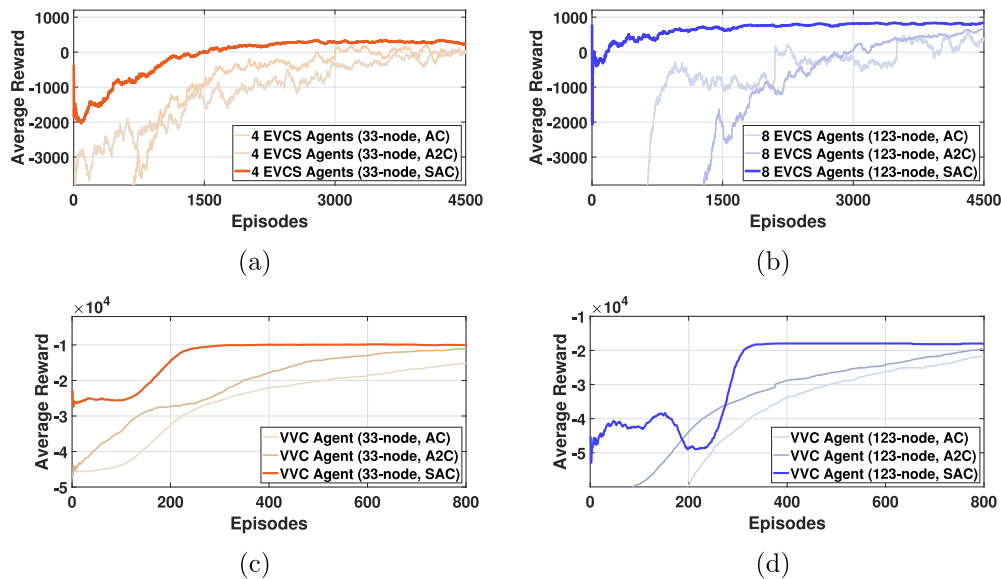 1000
0
-1000
-2000
-3000
Average Reward
4 EVCS Agents (33-node, AC)
4 EVCS Agents (33-node, A2C)
4 EVCS Agents (33-node, SAC)
0 1500 3000 4500
Episodes
(a)
1000
0
-1000
-2000
-3000
Average Reward
8 EVCS Agents (123-node, AC)
8 EVCS Agents (123-node, A2C)
8 EVCS Agents (123-node, SAC)
0 1500 3000 4500
Episodes
(b)
×10⁴
-1
-2
-3
-4
-5
Average Reward
VVC Agent (33-node, AC)
VVC Agent (33-node, A2C)
VVC Agent (33-node, SAC)
0 200 400 600 800
Episodes
(c)
×10⁴
-1
-2
-3
-4
-5
Average Reward
VVC Agent (123-node, AC)
VVC Agent (123-node, A2C)
VVC Agent (123-node, SAC)
0 200 400 600 800
Episodes
(d)